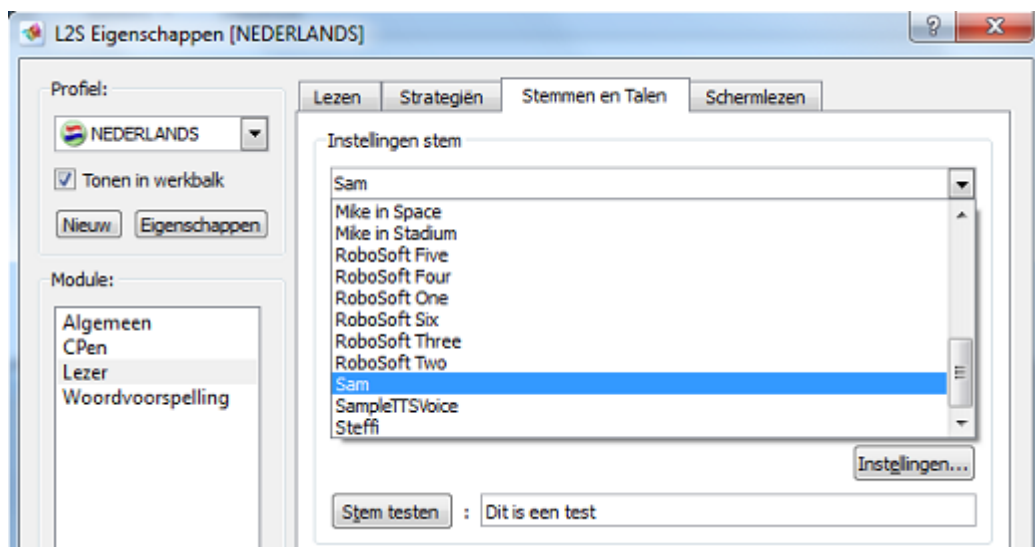 L2S Eigenschappen [NEDERLANDS]
Profiel:
NEDERLANDS
Tonen in werkbalk
Nieuw Eigenschappen
Module:
Algemeen
CPen
Lezer
Woordvoorspelling
Lezen Strategiën Stemmen en Talen Schermlezen
Instellingen stem
Sam
Mike in Space
Mike in Stadium
RoboSoft Five
RoboSoft Four
RoboSoft One
RoboSoft Six
RoboSoft Three
RoboSoft Two
Sam
SampleTTSVoice
Steffi
Instellingen...
Stem testen : Dit is een test